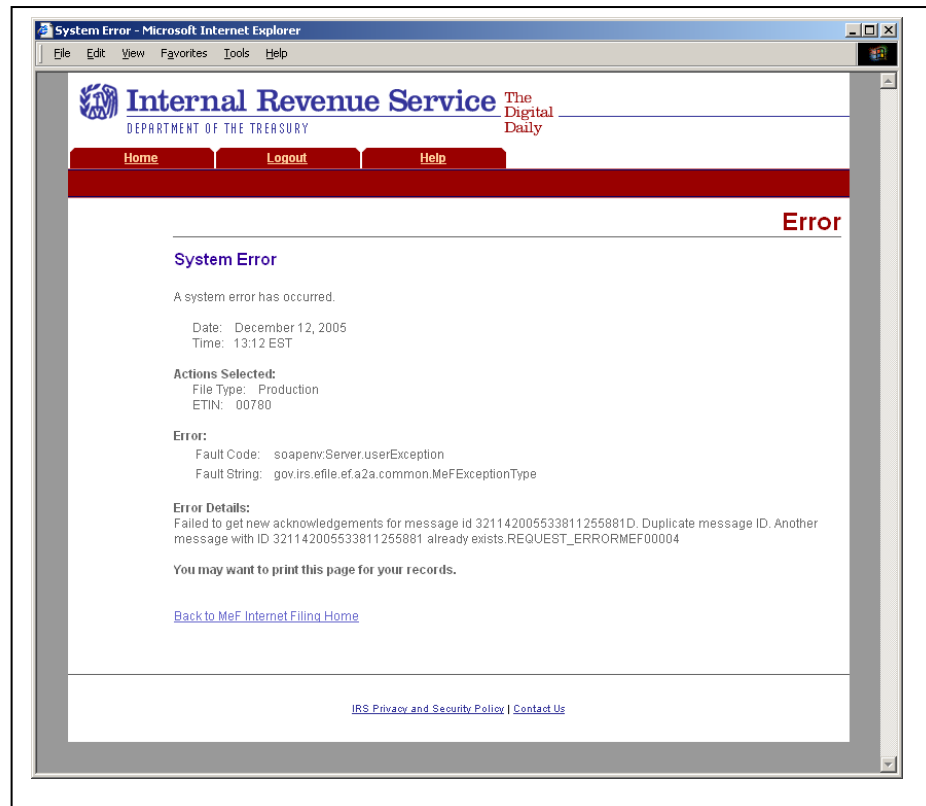 System Error - Microsoft Internet Explorer
File Edit View Favorites Tools Help
Internal Revenue Service
DEPARTMENT OF THE TREASURY
The
Digital
Daily
Home Logout Help
Error
System Error
A system error has occurred.
Date: December 12, 2005
Time: 13:12 EST
Actions Selected:
File Type: Production
ETIN: 00780
Error:
Fault Code: soapenv:Server.userException
Fault String: gov.irs.efile.ef.a2a.common.MeFExceptionType
Error Details:
Failed to get new acknowledgements for message id 321142005533811255881D. Duplicate message ID. Another
message with ID 321142005533811255881 already exists.REQUEST_ERRORMEF00004
You may want to print this page for your records.
Back to MeF Internet Filing Home
IRS Privacy and Security Policy | Contact Us